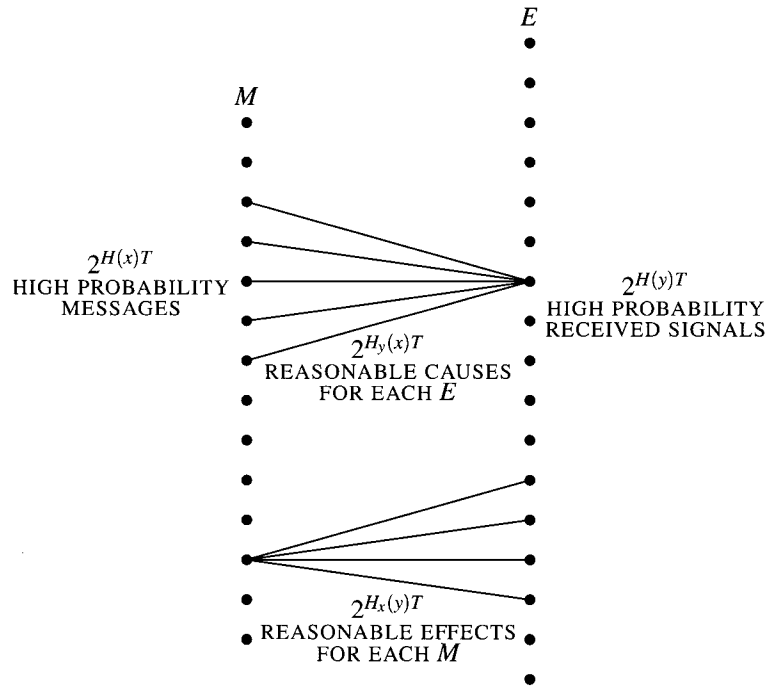 E
M
2^{H(x)T}
HIGH PROBABILITY
MESSAGES
2^{H(y)T}
HIGH PROBABILITY
RECEIVED SIGNALS
2^{H_y(x)T}
REASONABLE CAUSES
FOR EACH E
2^{H_x(y)T}
REASONABLE EFFECTS
FOR EACH M